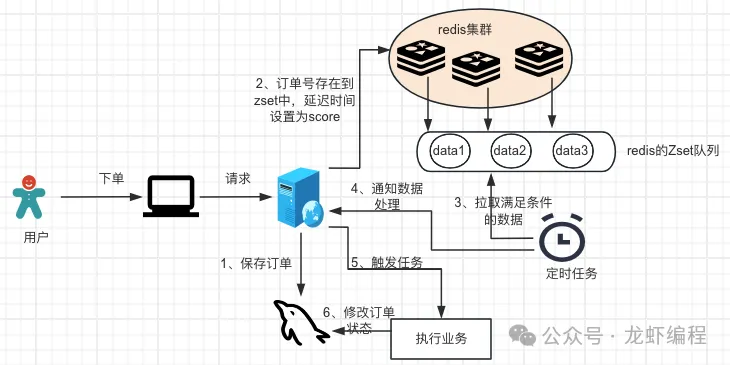 redis集群
2、订单号存在到
zset中，延迟时间
设置为score
data1
data2
data3
redis的Zset队列
下单
请求
4、通知数据
处理
3、拉取满足条件
的数据
用户
定时任务
1、保存订单
5、触发任务
6、修改订单
状态
执行业务
公众号·龙虾编程